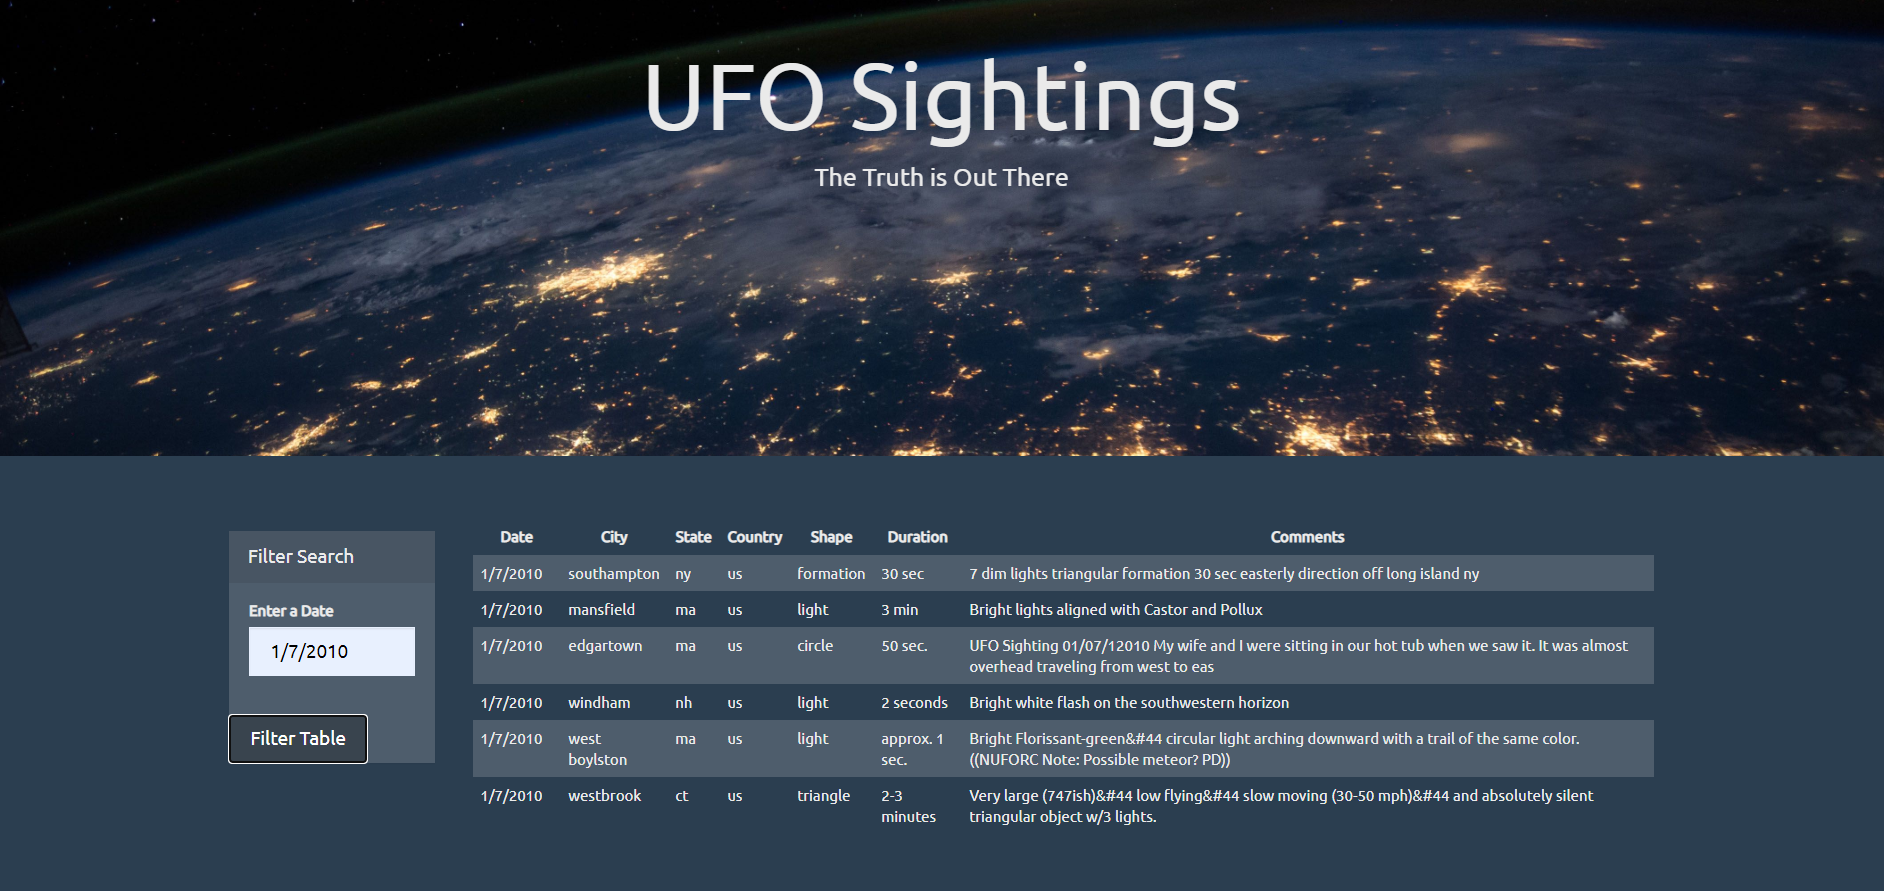 UFO Sightings
The Truth is Out There
Filter Search
Enter a Date
1/7/2010
Filter Table
Date City State Country Shape Duration Comments
1/7/2010 southampton ny us formation 30 sec 7 dim lights triangular formation 30 sec easterly direction off long island ny
1/7/2010 mansfield ma us light 3 min Bright lights aligned with Castor and Pollux
1/7/2010 edgartown ma us circle 50 sec. UFO Sighting 01/07/12010 My wife and I were sitting in our hot tub when we saw it. It was almost
overhead traveling from west to eas
1/7/2010 windham nh us light 2 seconds Bright white flash on the southwestern horizon
1/7/2010 west ma us light approx. 1 Bright Florissant-green&#44 circular light arching downward with a trail of the same color.
boylston sec. ((NUFORC Note: Possible meteor? PD))
1/7/2010 westbrook ct us triangle 2-3 Very large (747ish)&#44 low flying&#44 slow moving (30-50 mph)&#44 and absolutely silent
minutes triangular object w/3 lights.